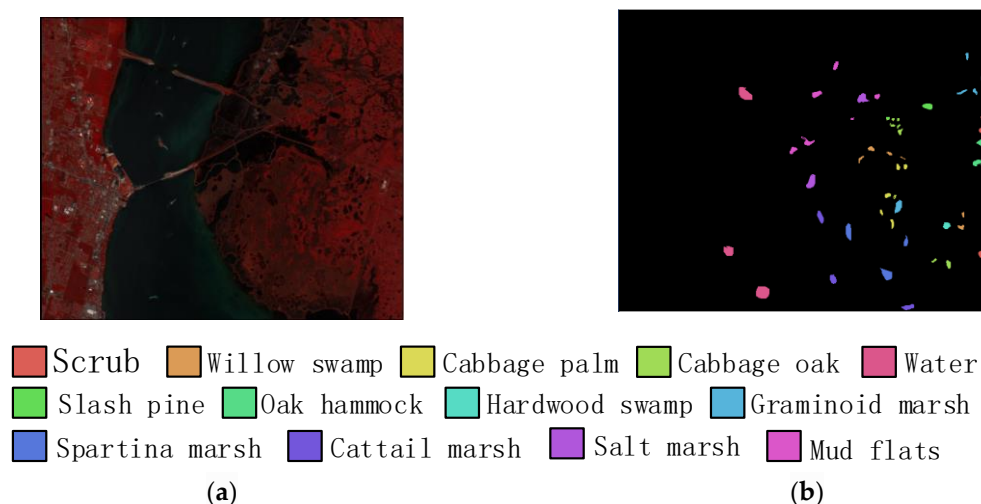 Scrub Willow swamp Cabbage palm Cabbage oak Water
Slash pine Oak hammock Hardwood swamp Graminoid marsh
Spartina marsh Cattail marsh Salt marsh Mud flats
(a) (b)